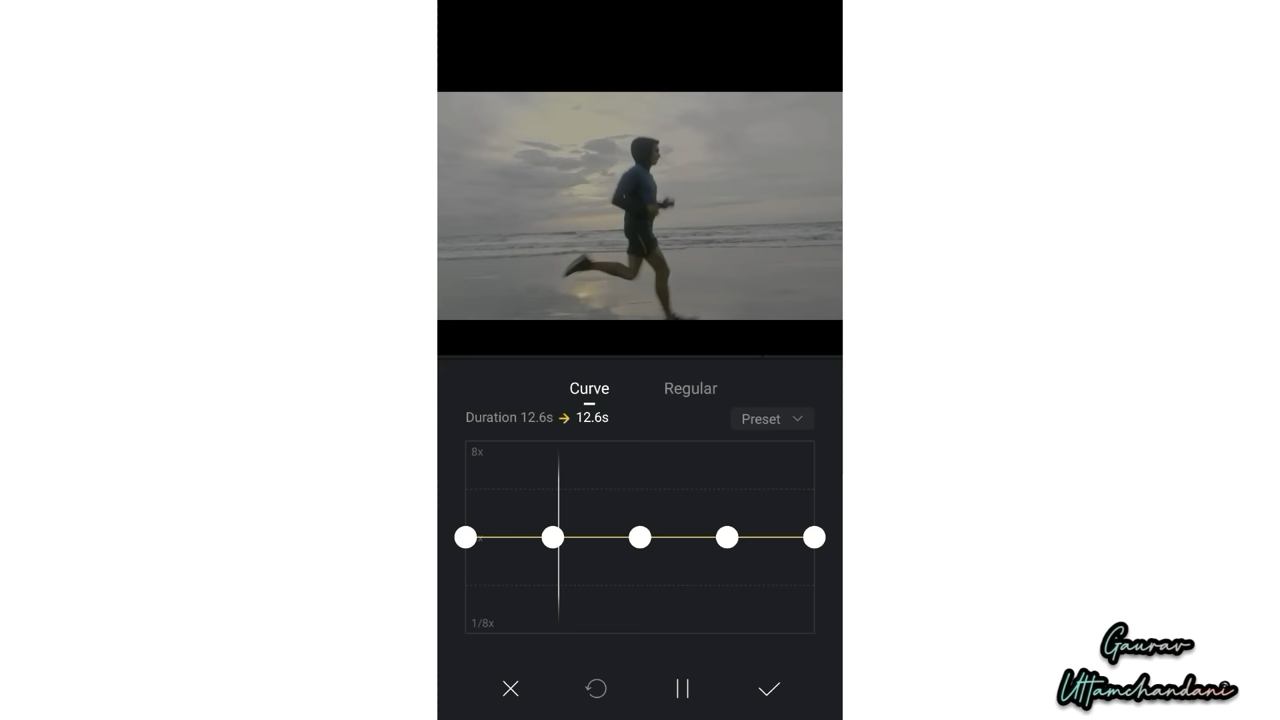 Curve Regular
Duration 12.6s → 12.6s Preset
8x
1/8x
Gaurav
Uttamchandani